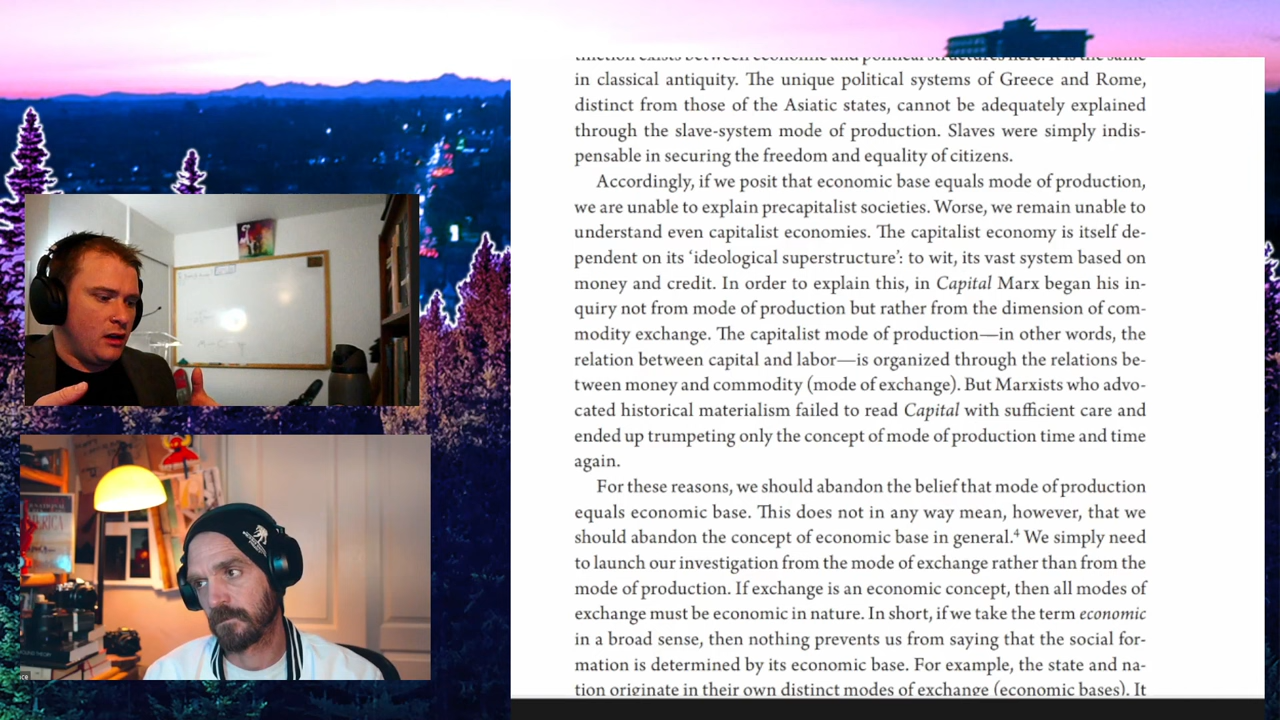 in classical antiquity. The unique political systems of Greece and Rome,
distinct from those of the Asiatic states, cannot be adequately explained
through the slave-system mode of production. Slaves were simply indis-
pensable in securing the freedom and equality of citizens.
Accordingly, if we posit that economic base equals mode of production,
we are unable to explain precapitalist societies. Worse, we remain unable to
understand even capitalist economies. The capitalist economy is itself de-
pendent on its ‘ideological superstructure’: to wit, its vast system based on
money and credit. In order to explain this, in Capital Marx began his in-
quiry not from mode of production but rather from the dimension of com-
modity exchange. The capitalist mode of production—in other words, the
relation between capital and labor—is organized through the relations be-
tween money and commodity (mode of exchange). But Marxists who advo-
cated historical materialism failed to read Capital with sufficient care and
ended up trumpeting only the concept of mode of production time and time
again.
For these reasons, we should abandon the belief that mode of production
equals economic base. This does not in any way mean, however, that we
should abandon the concept of economic base in general.⁴ We simply need
to launch our investigation from the mode of exchange rather than from the
mode of production. If exchange is an economic concept, then all modes of
exchange must be economic in nature. In short, if we take the term economic
in a broad sense, then nothing prevents us from saying that the social for-
mation is determined by its economic base. For example, the state and na-
tion originate in their own distinct modes of exchange (economic bases). It